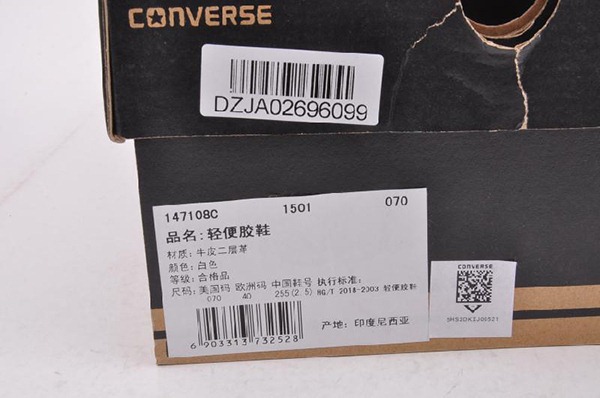 CONVERSE
DZJA02696099
147108C 1501 070
品名: 轻便胶鞋
材质: 牛皮二层革
颜色: 白色
等级: 合格品
尺码: 美国码 欧洲码 中国鞋号 执行标准:
070 40 255(2.5) HG/T 2018-2003 轻便胶鞋
产地: 印度尼西亚
6 903313 732528
CONVERSE